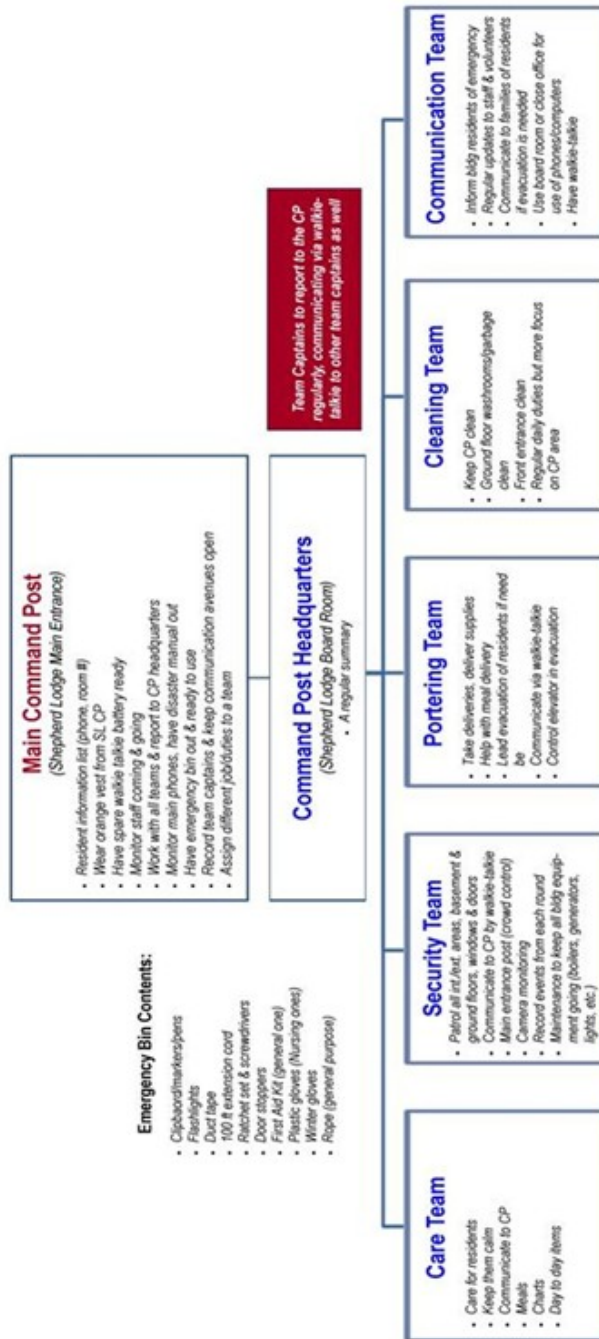 Main Command Post
(Shepherd Lodge Main Entrance)
• Resident information list (phone, room #)
• Wear orange vest from SL CP
• Have spare walkie talkie battery ready
• Monitor staff coming & going
• Work with all teams & report to CP headquarters
• Monitor main phones, have disaster manual out
• Have emergency bin out & ready to use
• Record team captains & keep communication avenues open
• Assign different job/duties to a team
Emergency Bin Contents:
• Clipbaord/markers/pens
• Flashlights
• Duct tape
• 100 ft extension cord
• Ratchet set & screwdrivers
• Door stoppers
• First Aid Kit (general one)
• Plastic gloves (Nursing ones)
• Winter gloves
• Rope (general purpose)
Command Post Headquarters
(Shepherd Lodge Board Room)
• A regular summary
Team Captains to report to the CP
regularly, communicating via walkie-
talkie to other team captains as well
Care Team
• Care for residents
• Keep them calm
• Communicate to CP
• Meals
• Charts
• Day to day items
Security Team
• Patrol all int./ext. areas, basement &
ground floors, windows & doors
• Communicate to CP by walkie-talkie
• Main entrance post (crowd control)
• Camera monitoring
• Record events from each round
• Maintenance to keep all bldg equip-
ment going (boilers, generators,
lights, etc.)
Portering Team
• Take deliveries, deliver supplies
• Help with meal delivery
• Lead evacuation of residents if need
be
• Communicate via walkie-talkie
• Control elevator in evacuation
Cleaning Team
• Keep CP clean
• Ground floor washrooms/garbage
clean
• Front entrance clean
• Regular daily duties but more focus
on CP area
Communication Team
• Inform bldg residents of emergency
• Regular updates to staff & volunteers
• Communicate to families of residents
if evacuation is needed
• Use board room or close office for
use of phones/computers
• Have walkie-talkie